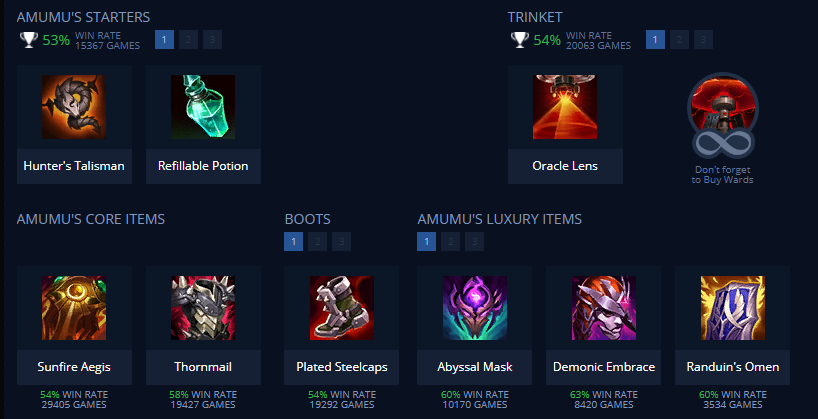 AMUMU'S STARTERS
53% WIN RATE
15367 GAMES
1 2 3
TRINKET
54% WIN RATE
20063 GAMES
1 2 3
Hunter's Talisman
Refillable Potion
Oracle Lens
Don't forget
to Buy Wards
AMUMU'S CORE ITEMS
BOOTS
1 2 3
AMUMU'S LUXURY ITEMS
1 2 3
Sunfire Aegis
54% WIN RATE
29405 GAMES
Thornmail
58% WIN RATE
19427 GAMES
Plated Steelcaps
54% WIN RATE
19292 GAMES
Abyssal Mask
60% WIN RATE
10170 GAMES
Demonic Embrace
63% WIN RATE
8420 GAMES
Randuin's Omen
60% WIN RATE
3534 GAMES